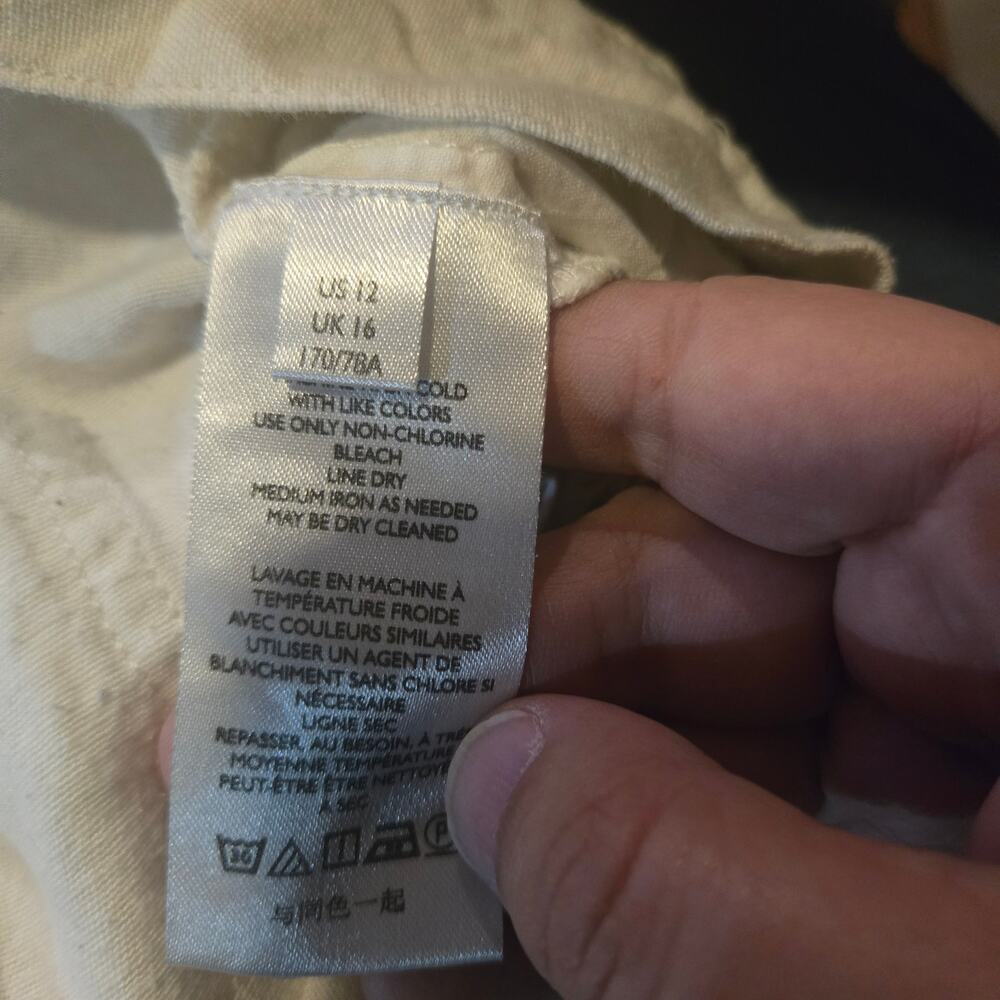 US 12
UK 16
170/78A
COLD
WITH LIKE COLORS
USE ONLY NON-CHLORINE
BLEACH
LINE DRY
MEDIUM IRON AS NEEDED
MAY BE DRY CLEANED
LAVAGE EN MACHINE À
TEMPÉRATURE FROIDE
AVEC COULEURS SIMILAIRES
UTILISER UN AGENT DE
BLANCHIMENT SANS CHLORE SI
NÉCESSAIRE
LIGNE SEC
REPASSER, AU BESOIN, À
MOYENNE TEMPÉRATURE
PEUT-ÊTRE ÊTRE
À SEC
30
P
与同色一起